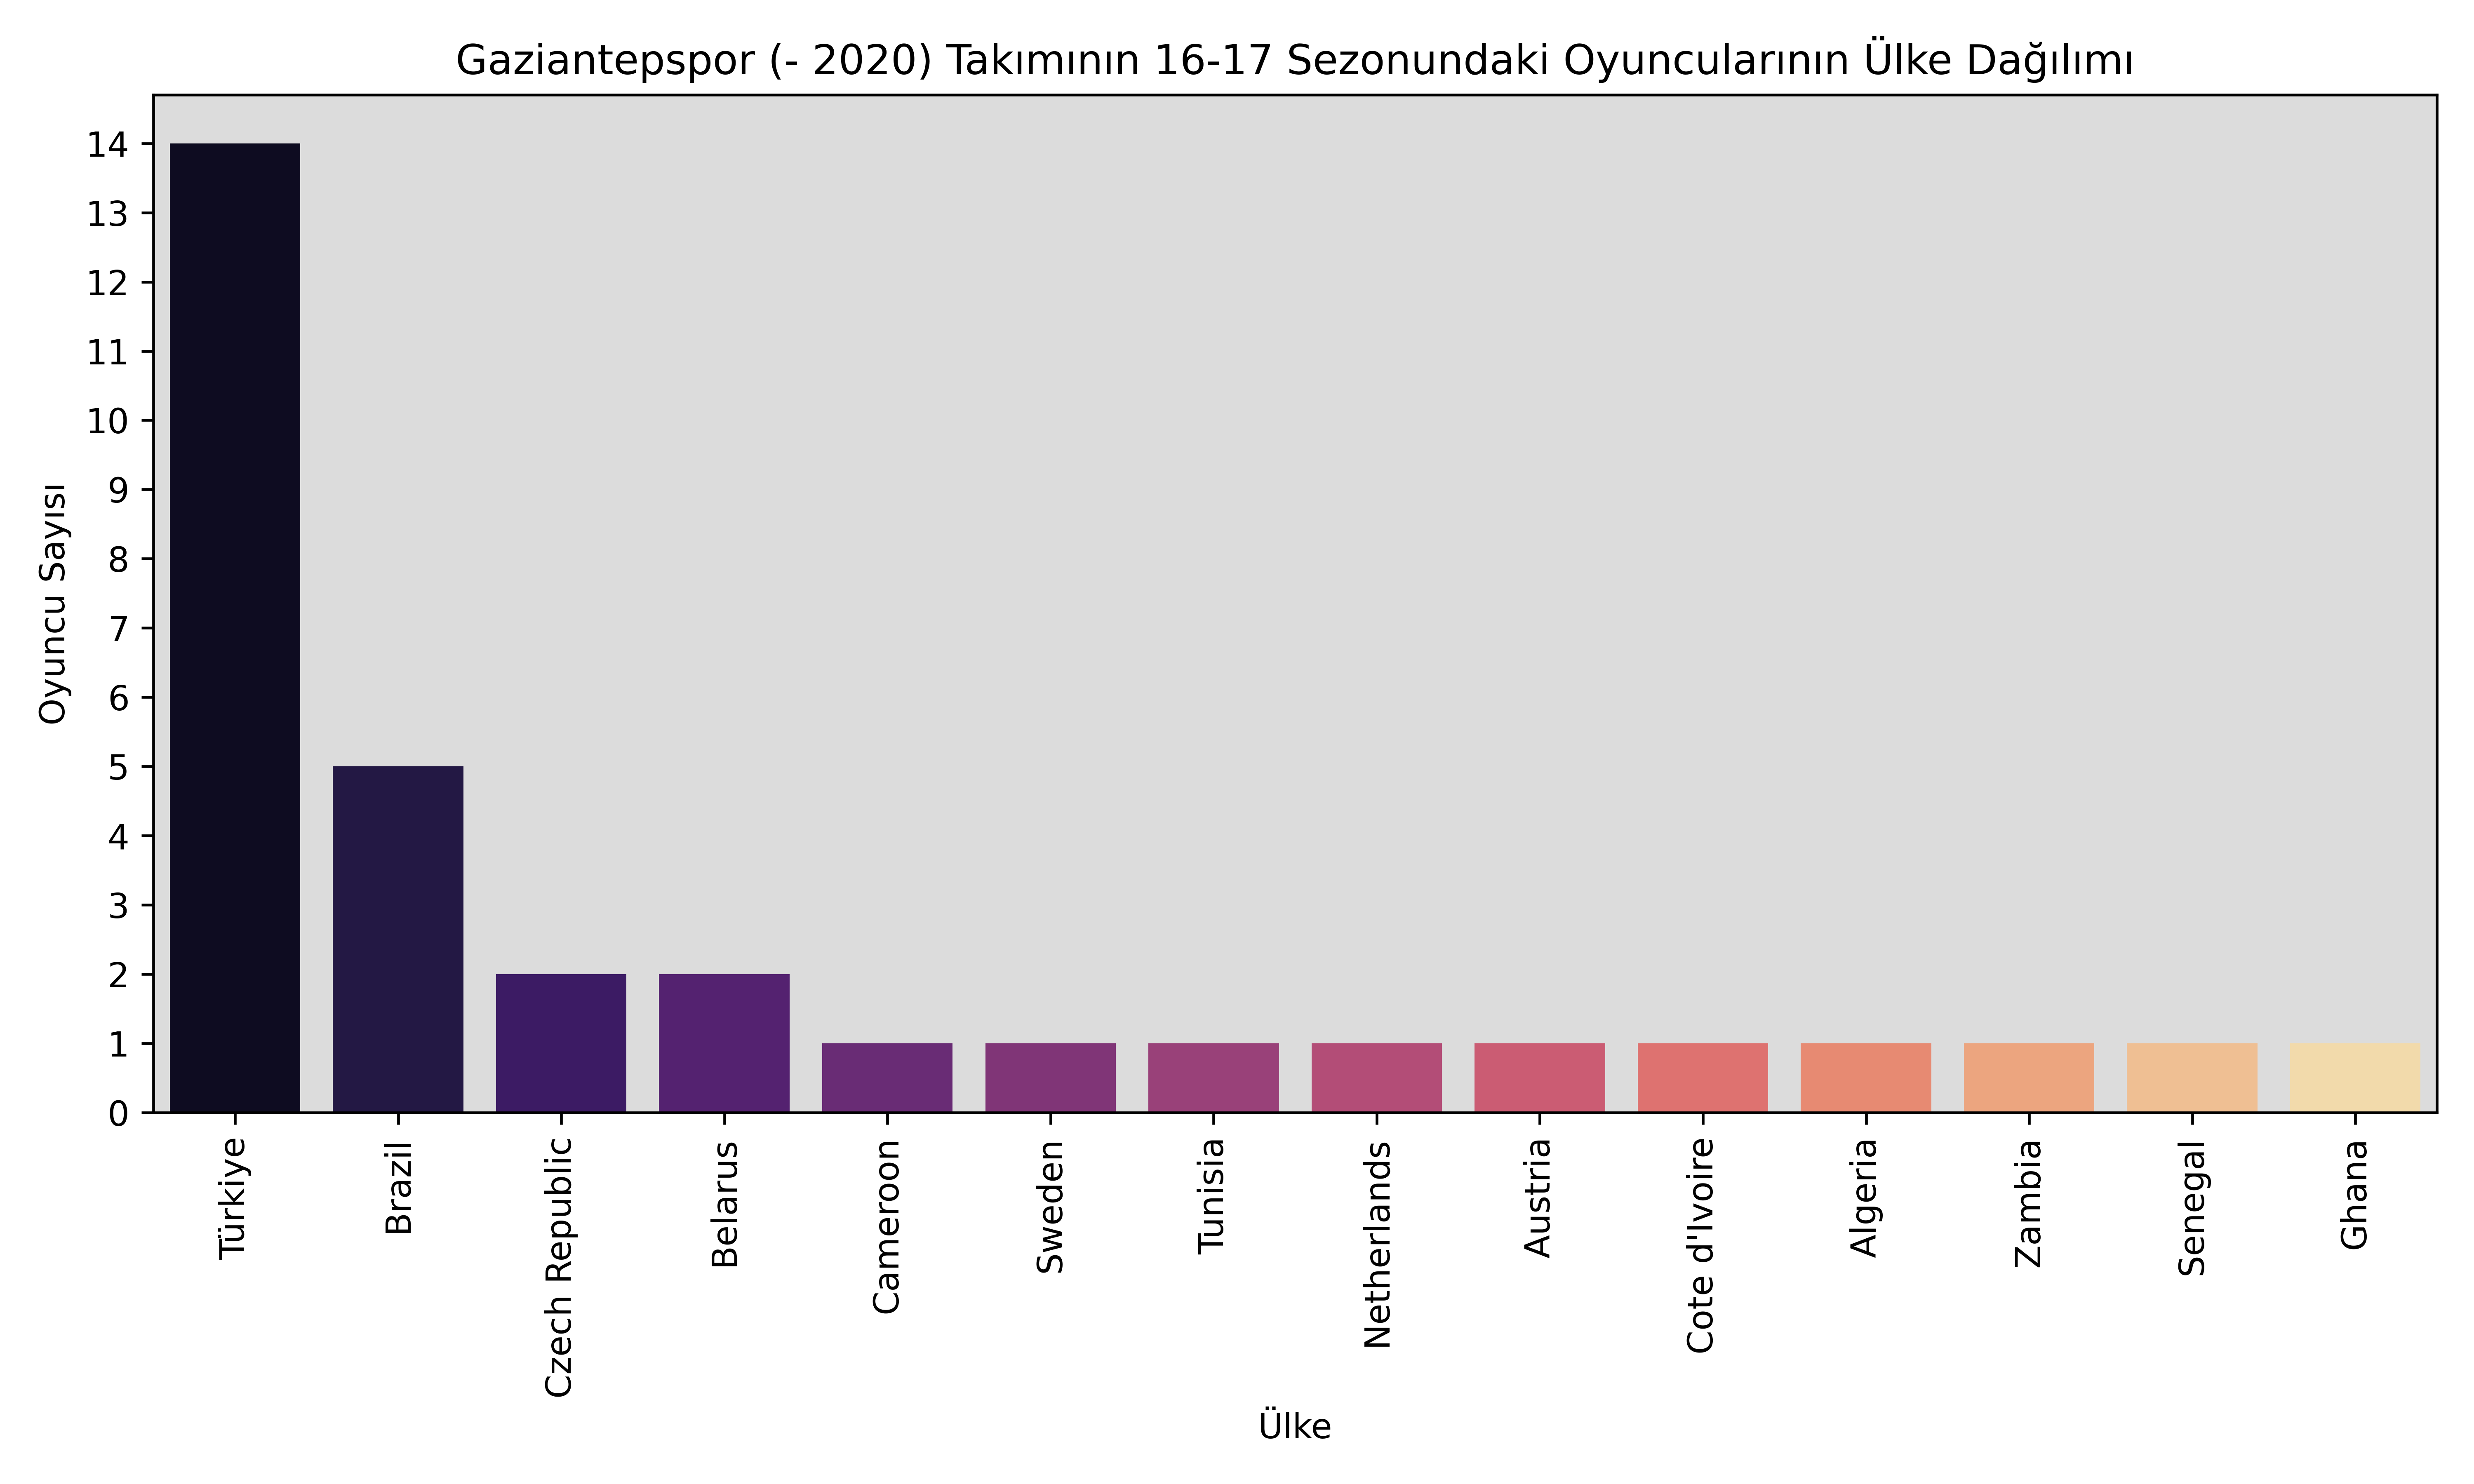 Gaziantepspor (- 2020) Takımının 16-17 Sezonundaki Oyuncularının Ülke Dağılımı
Oyuncu Sayısı
14
13
12
11
10
9
8
7
6
5
4
3
2
1
0
Türkiye
Brazil
Czech Republic
Belarus
Cameroon
Sweden
Tunisia
Netherlands
Austria
Cote d'Ivoire
Algeria
Zambia
Senegal
Ghana
Ülke